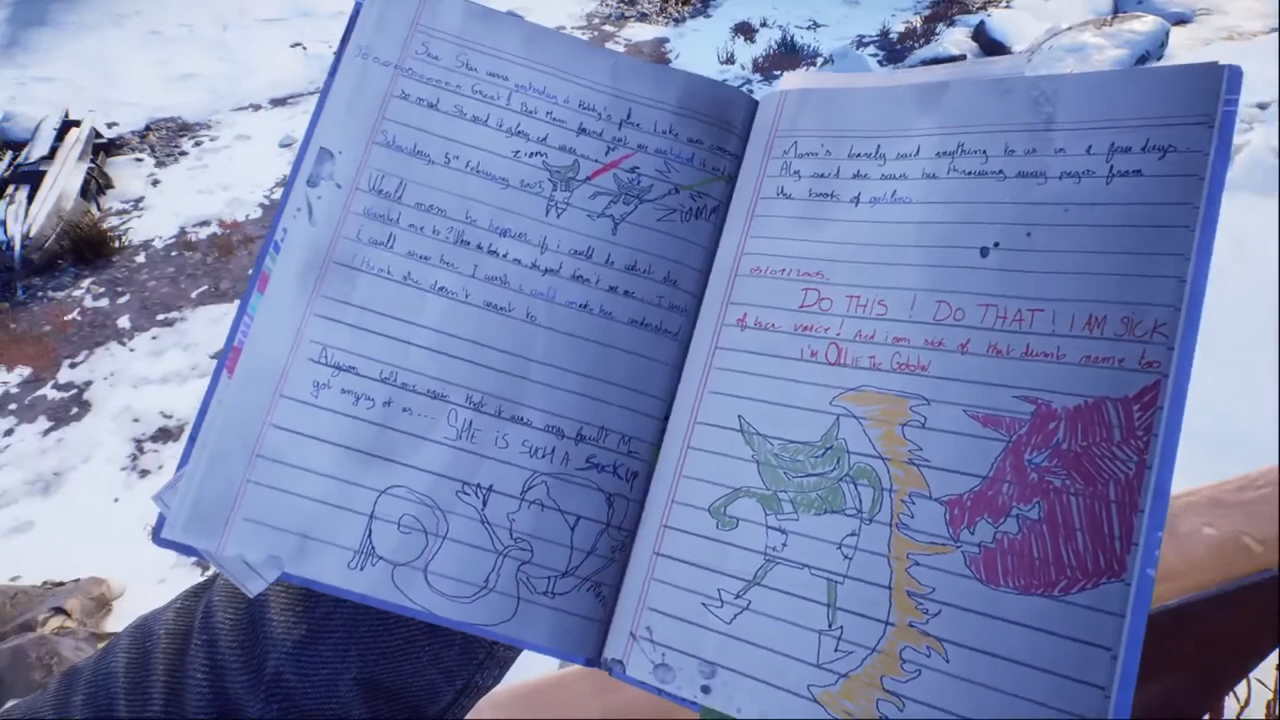 Saw Star wars yesterday at Bobby's place. Luke was soooo
oooooooooooo. Great! But Mom found out we watched it and
so mad. She said it glorified war...
ZIOM
ZIOMM
Saturday, 5th February 2005
Would mom be happier if i could do what she
wanted me to? When she looks at me she just doesn't see me... I wish
i could show her. I wish i could make her understand
I think she doesn't want to.
Alyson told me again that it was my fault M
got angry at us...
SHE IS SUCH A SUCKUP
Mom's barely said anything to us in a few days.
Aly said she saw her throwing away pages from
the book of goblins.
DO THIS! DO THAT! I AM SICK
of her voice! And i am sick of that dumb name too
I'm OLLIE The Goblin.